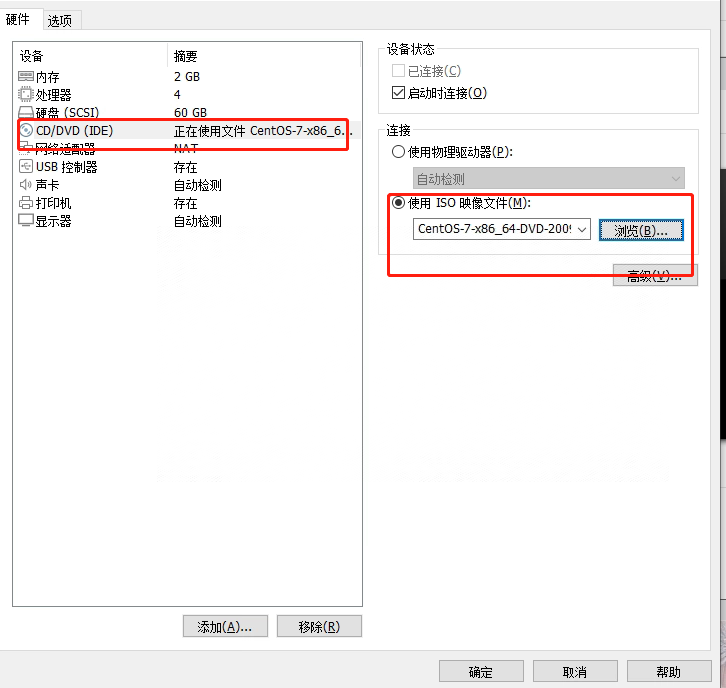 硬件 选项
设备 摘要
内存 2 GB
处理器 4
硬盘 (SCSI) 60 GB
CD/DVD (IDE) 正在使用文件 CentOS-7-x86_6...
网络适配器 NAT
USB 控制器 存在
声卡 自动检测
打印机 存在
显示器 自动检测
添加(A)... 移除(R)
设备状态
已连接(C)
启动时连接(O)
连接
使用物理驱动器(P):
自动检测
使用 ISO 映像文件(M):
CentOS-7-x86_64-DVD-2009 浏览(B)...
高级(V)...
确定 取消 帮助